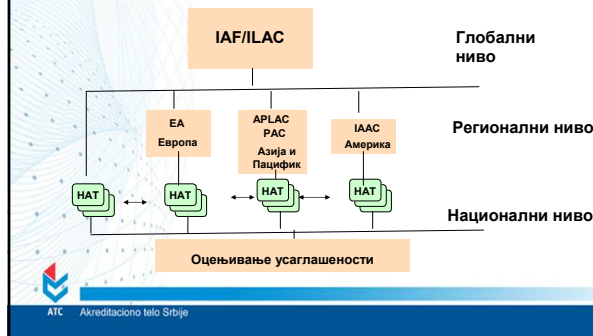 IAF/ILAC
Глобални
ниво
EA
Европа
APLAC
PAC
Азија и
Пацифик
IAAC
Америка
Регионални ниво
НАТ
НАТ
НАТ
НАТ
Национални ниво
Оцењивање усаглашености
ATC
Akreditaciono telo Srbije